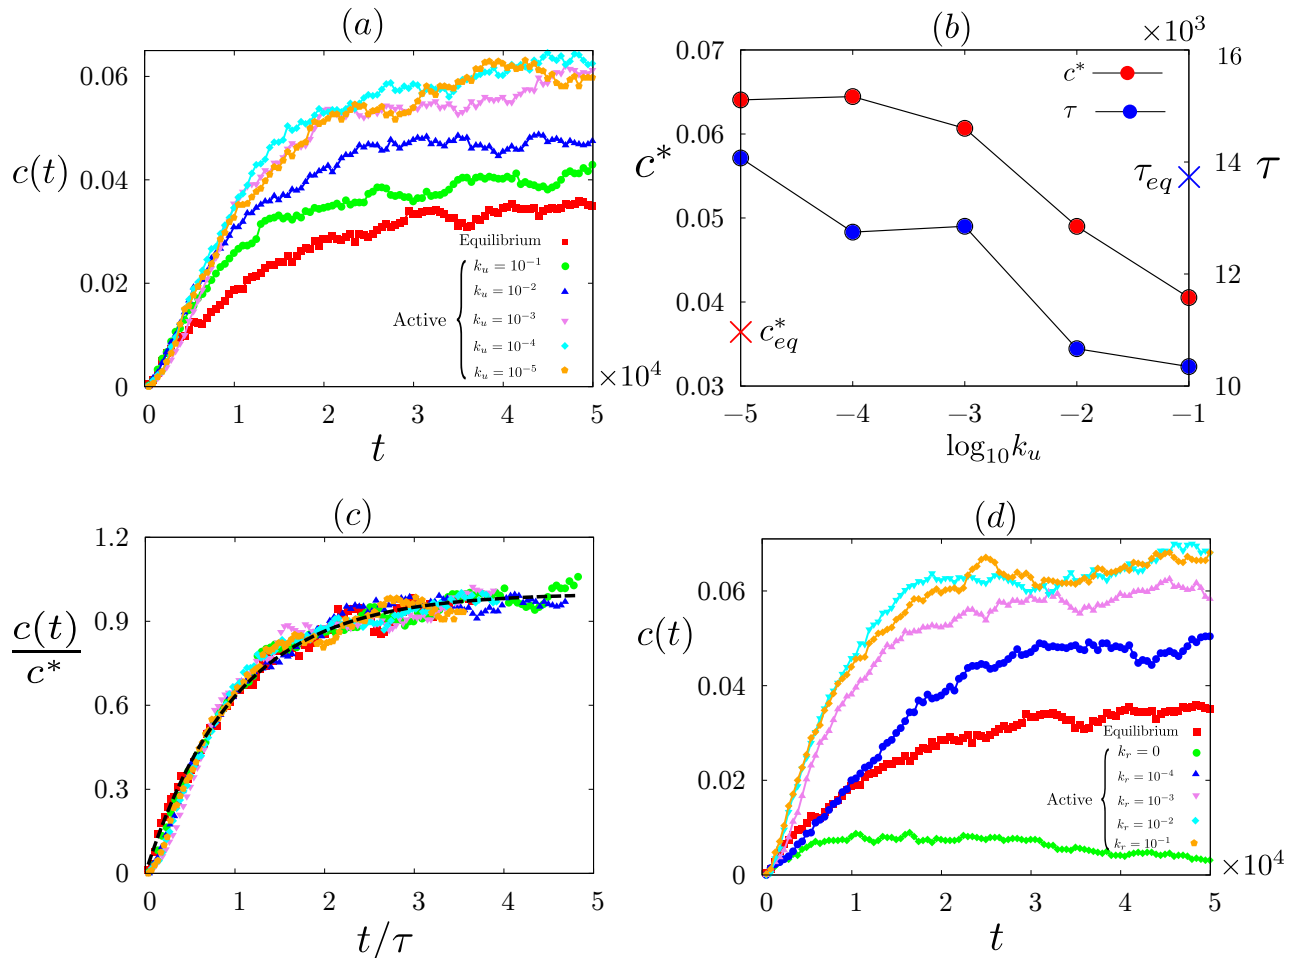 (a)
0.06
0.04
0.02
0
c(t)
Equilibrium
Active
k_u = 10^{-1}
k_u = 10^{-2}
k_u = 10^{-3}
k_u = 10^{-4}
k_u = 10^{-5}
0 1 2 3 4 5
×10^4
t
(b)
×10^3
0.07
0.06
0.05
0.04
0.03
c*
c*
τ
τ_{eq}
c*_{eq}
16
14
12
10
τ
−5 −4 −3 −2 −1
log_{10} k_u
(c)
1.2
0.9
0.6
0.3
0
c(t)
c*
0 1 2 3 4 5
t/τ
(d)
0.06
0.04
0.02
0
c(t)
Equilibrium
Active
k_r = 0
k_r = 10^{-4}
k_r = 10^{-3}
k_r = 10^{-2}
k_r = 10^{-1}
0 1 2 3 4 5
×10^4
t